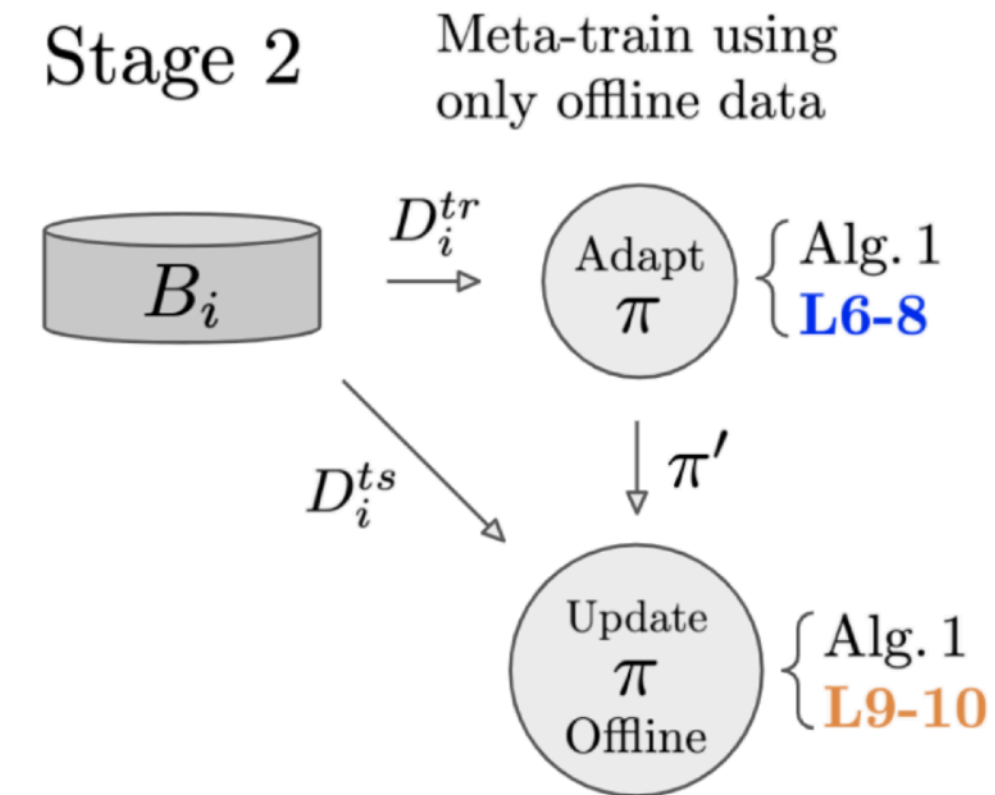 Stage 2
Meta-train using
only offline data
B_i
D_i^{tr}
Adapt
π
Alg. 1
L6-8
D_i^{ts}
π′
Update
π
Offline
Alg. 1
L9-10